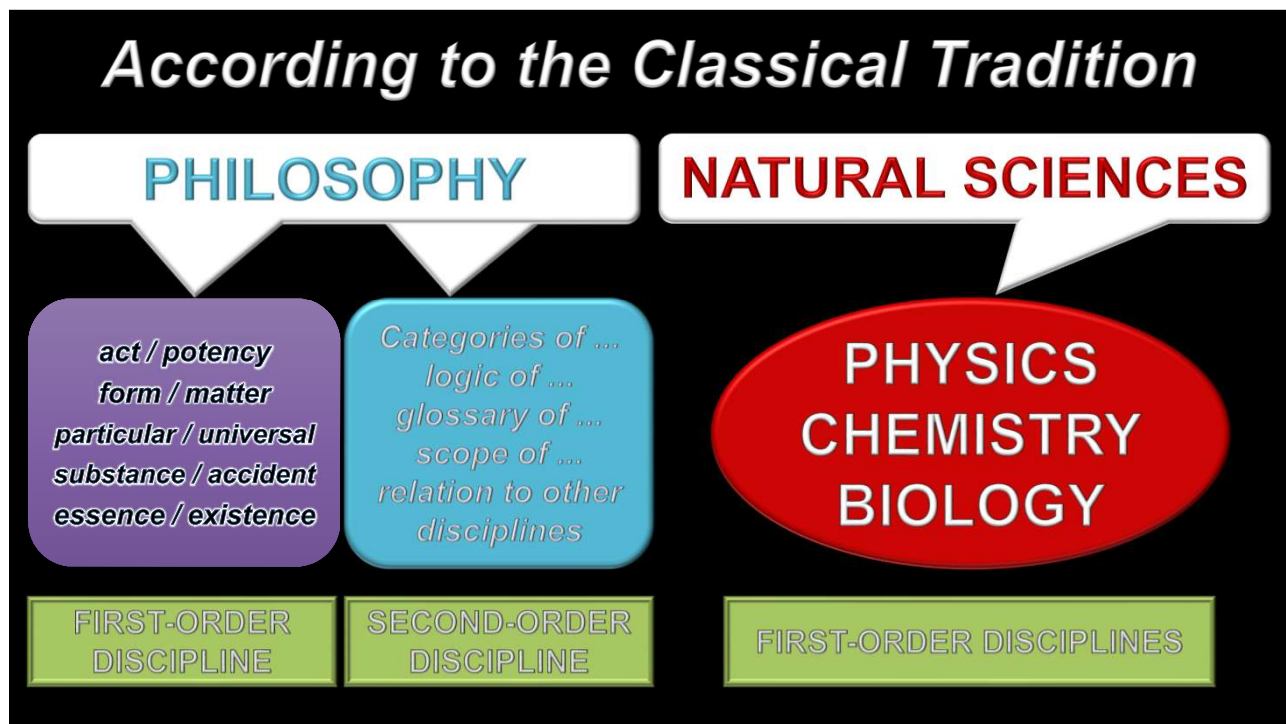 According to the Classical Tradition
PHILOSOPHY
NATURAL SCIENCES
act / potency
form / matter
particular / universal
substance / accident
essence / existence
Categories of ...
logic of ...
glossary of ...
scope of ...
relation to other
disciplines
PHYSICS
CHEMISTRY
BIOLOGY
FIRST-ORDER
DISCIPLINE
SECOND-ORDER
DISCIPLINE
FIRST-ORDER DISCIPLINES